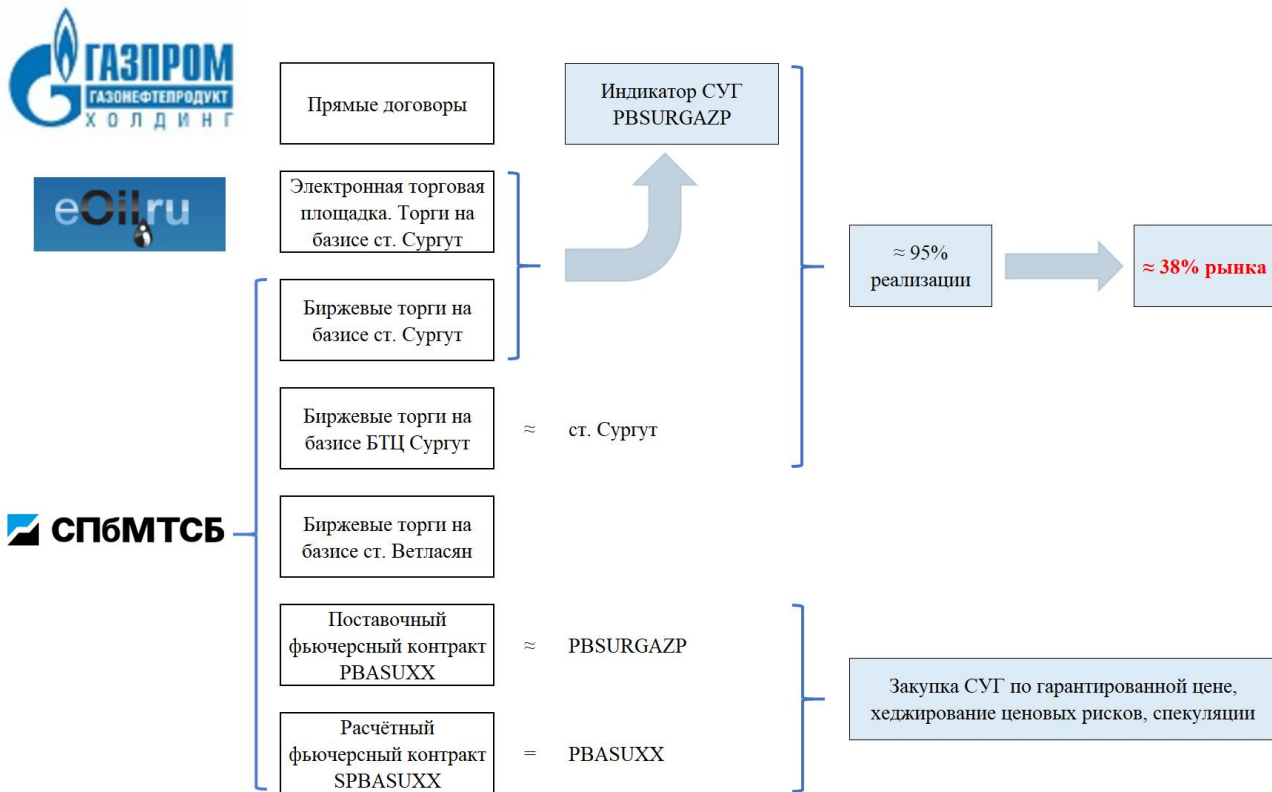 ГАЗПРОМ
ГАЗОНЕФТЕПРОДУКТ
ХОЛДИНГ
Прямые договоры
Индикатор СУГ
PBSURGAZP
eOil.ru
Электронная торговая
площадка. Торги на
базисе ст. Сургут
≈ 95%
реализации
≈ 38% рынка
Биржевые торги на
базисе ст. Сургут
Биржевые торги на
базисе БТЦ Сургут
≈
ст. Сургут
СПбМТСБ
Биржевые торги на
базисе ст. Ветласян
Поставочный
фьючерсный контракт
PBASUXX
≈
PBSURGAZP
Закупка СУГ по гарантированной цене,
хеджирование ценовых рисков, спекуляции
Расчётный
фьючерсный контракт
SPBASUXX
=
PBASUXX